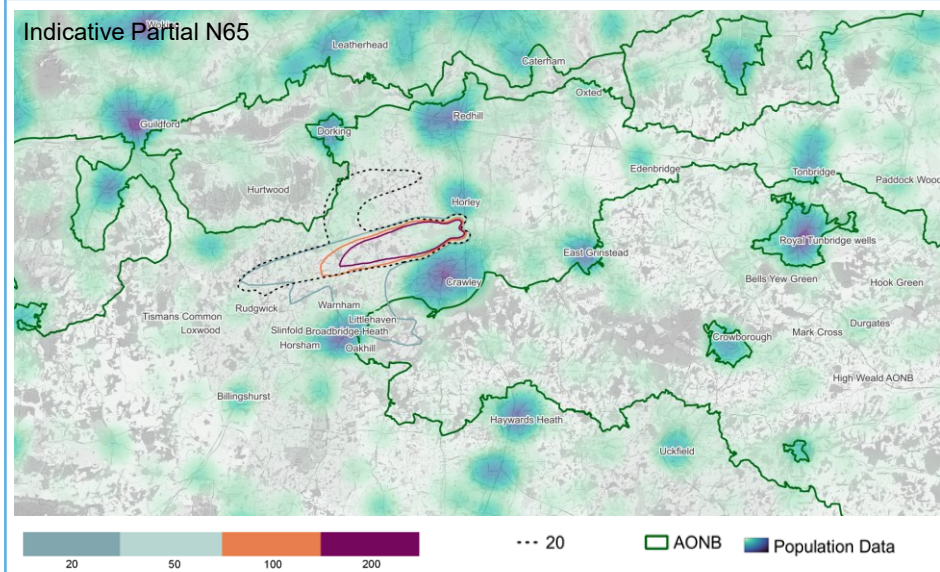 Indicative Partial N65
Leatherhead
Caterham
Oxted
Guildford
Redhill
Dorking
Edenbridge
Tonbridge
Paddock Wood
Hurtwood
Horley
Royal Tunbridge wells
East Grinstead
Crawley
Bells Yew Green
Hook Green
Rudgwick
Warnham
Tismans Common
Littlehaven
Durgates
Loxwood
Slinfold
Broadbridge Heath
Mark Cross
Crowborough
Horsham
Oakhill
High Weald AONB
Billingshurst
Haywards Heath
Uckfield
20 50 100 200
20
AONB
Population Data